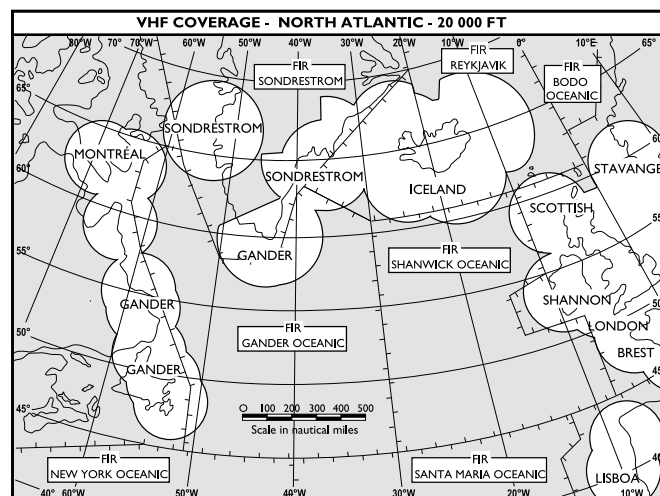 VHF COVERAGE - NORTH ATLANTIC - 20 000 FT
80°W 70°W 60°W 50°W 40°W 30°W 20°W 10°W 0° 10°E 65°
FIR
SONDRESTROM
FIR
REYKJAVIK
FIR
BODO
OCEANIC
65°
SONDRESTROM
MONTRÉAL
60°
SONDRESTROM
ICELAND
STAVANGE
SCOTTISH
55°
GANDER
FIR
SHANWICK OCEANIC
GANDER
SHANNON
50°
LONDON
FIR
GANDER OCEANIC
BREST
50°
GANDER
45°
45°
0 100 200 300 400 500
Scale in nautical miles
FIR
NEW YORK OCEANIC
FIR
SANTA MARIA OCEANIC
LISBOA
40
40° 60°W 50°W 40°W 30°W 20°W 10°W